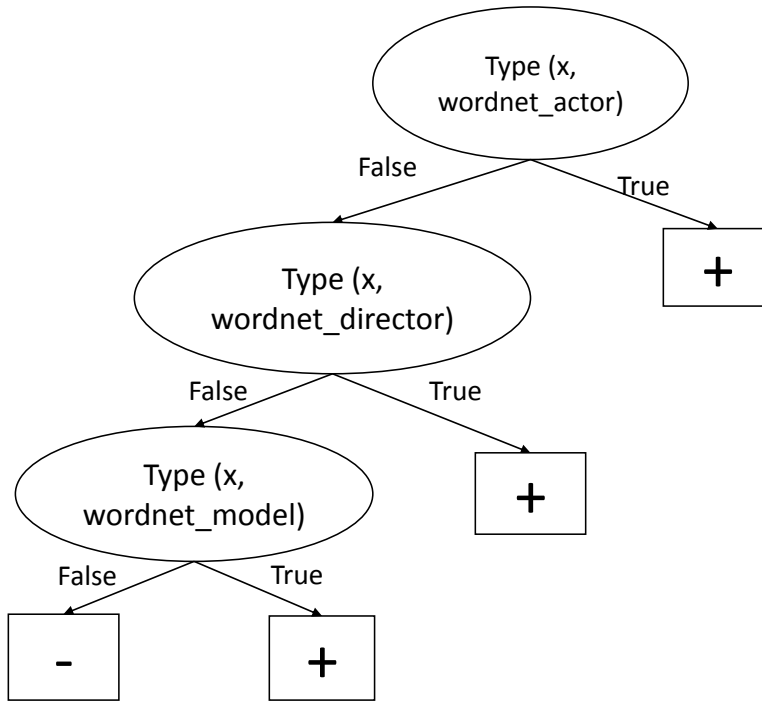 Type (x,
wordnet_actor)
False
True
+
Type (x,
wordnet_director)
False
True
+
Type (x,
wordnet_model)
False
True
-
+